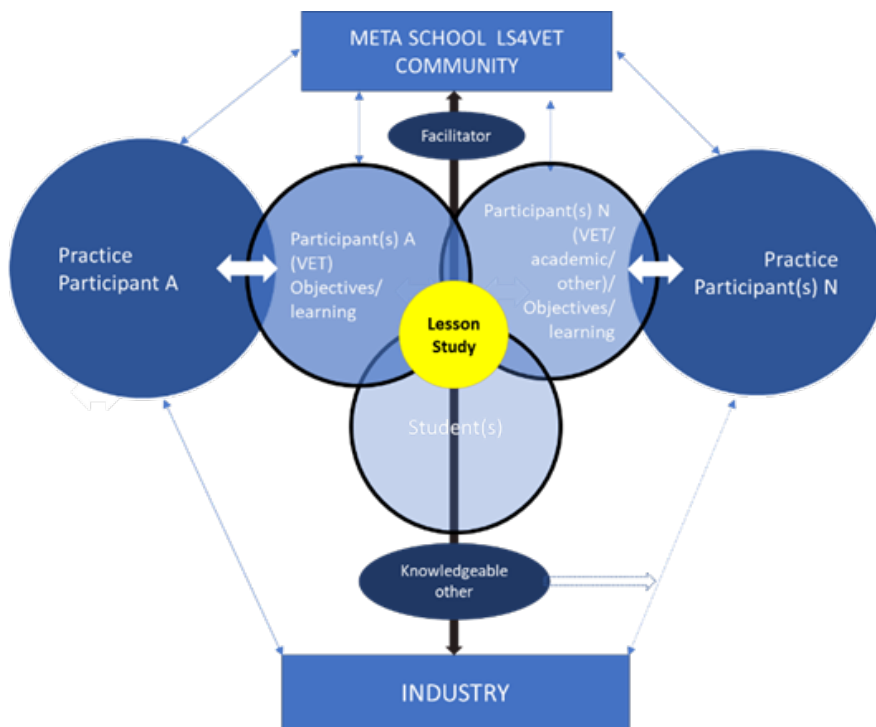 META SCHOOL LS4VET
COMMUNITY
Facilitator
Practice
Participant A
Participant(s) A
(VET)
Objectives/
learning
Participant(s) N
(VET/
academic/
other)/
Objectives/
learning
Practice
Participant(s) N
Lesson
Study
Student(s)
Knowledgeable
other
INDUSTRY